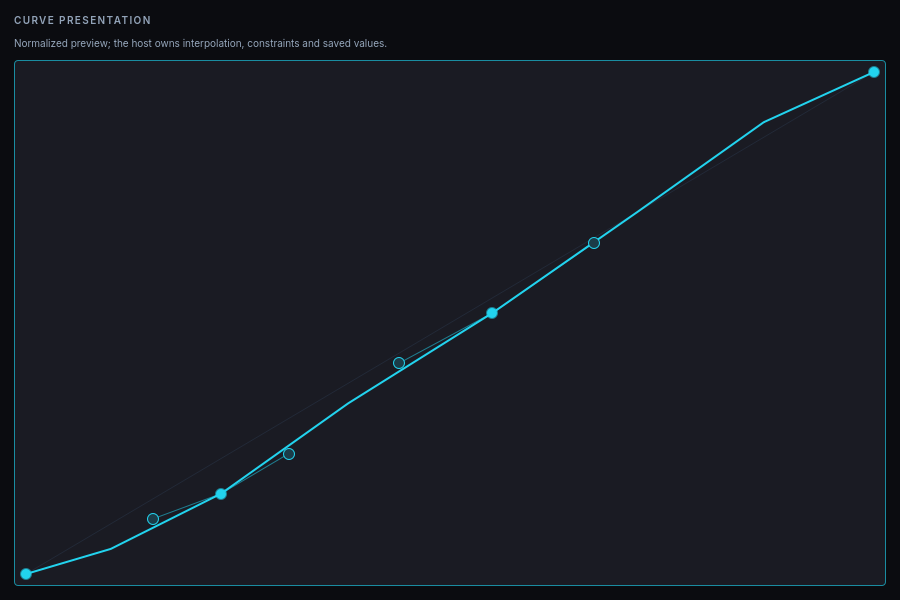 CURVE PRESENTATION
Normalized preview; the host owns interpolation, constraints and saved values.